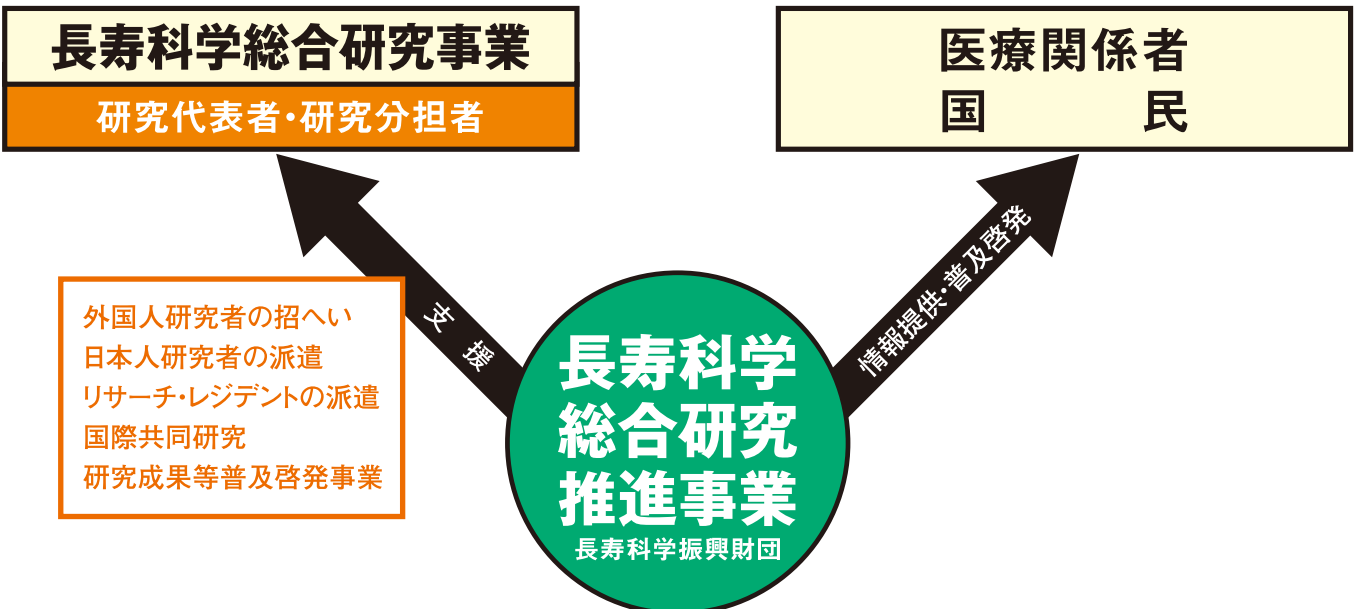 長寿科学総合研究事業
研究代表者・研究分担者
医療関係者
国　　　民
支　援
情報提供・普及啓発
外国人研究者の招へい
日本人研究者の派遣
リサーチ・レジデントの派遣
国際共同研究
研究成果等普及啓発事業
長寿科学
総合研究
推進事業
長寿科学振興財団